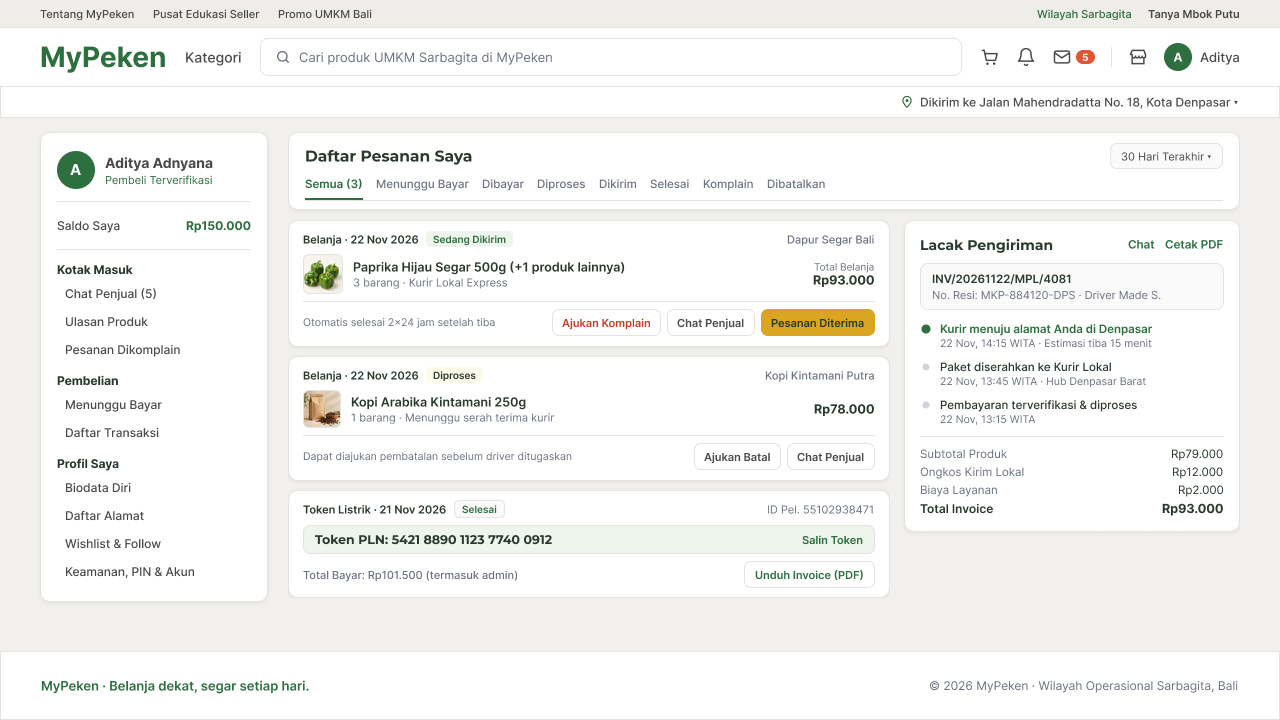 Tentang MyPeken Pusat Edukasi Seller Promo UMKM Bali Wilayah Sarbagita Tanya Mbok Putu
MyPeken Kategori Cari produk UMKM Sarbagita di MyPeken 5 A Aditya
Dikirim ke Jalan Mahendradatta No. 18, Kota Denpasar
A
Aditya Adnyana
Pembeli Terverifikasi
Saldo Saya Rp150.000
Kotak Masuk
Chat Penjual (5)
Ulasan Produk
Pesanan Dikomplain
Pembelian
Menunggu Bayar
Daftar Transaksi
Profil Saya
Biodata Diri
Daftar Alamat
Wishlist & Follow
Keamanan, PIN & Akun
Daftar Pesanan Saya 30 Hari Terakhir
Semua (3) Menunggu Bayar Dibayar Diproses Dikirim Selesai Komplain Dibatalkan
Belanja · 22 Nov 2026 Sedang Dikirim Dapur Segar Bali
Paprika Hijau Segar 500g (+1 produk lainnya) Total Belanja
3 barang · Kurir Lokal Express Rp93.000
Otomatis selesai 2×24 jam setelah tiba Ajukan Komplain Chat Penjual Pesanan Diterima
Belanja · 22 Nov 2026 Diproses Kopi Kintamani Putra
Kopi Arabika Kintamani 250g Rp78.000
1 barang · Menunggu serah terima kurir
Dapat diajukan pembatalan sebelum driver ditugaskan Ajukan Batal Chat Penjual
Token Listrik · 21 Nov 2026 Selesai ID Pel. 55102938471
Token PLN: 5421 8890 1123 7740 0912 Salin Token
Total Bayar: Rp101.500 (termasuk admin) Unduh Invoice (PDF)
Lacak Pengiriman Chat Cetak PDF
INV/20261122/MPL/4081
No. Resi: MKP-884120-DPS · Driver Made S.
Kurir menuju alamat Anda di Denpasar
22 Nov, 14:15 WITA · Estimasi tiba 15 menit
Paket diserahkan ke Kurir Lokal
22 Nov, 13:45 WITA · Hub Denpasar Barat
Pembayaran terverifikasi & diproses
22 Nov, 13:15 WITA
Subtotal Produk Rp79.000
Ongkos Kirim Lokal Rp12.000
Biaya Layanan Rp2.000
Total Invoice Rp93.000
MyPeken · Belanja dekat, segar setiap hari. © 2026 MyPeken · Wilayah Operasional Sarbagita, Bali